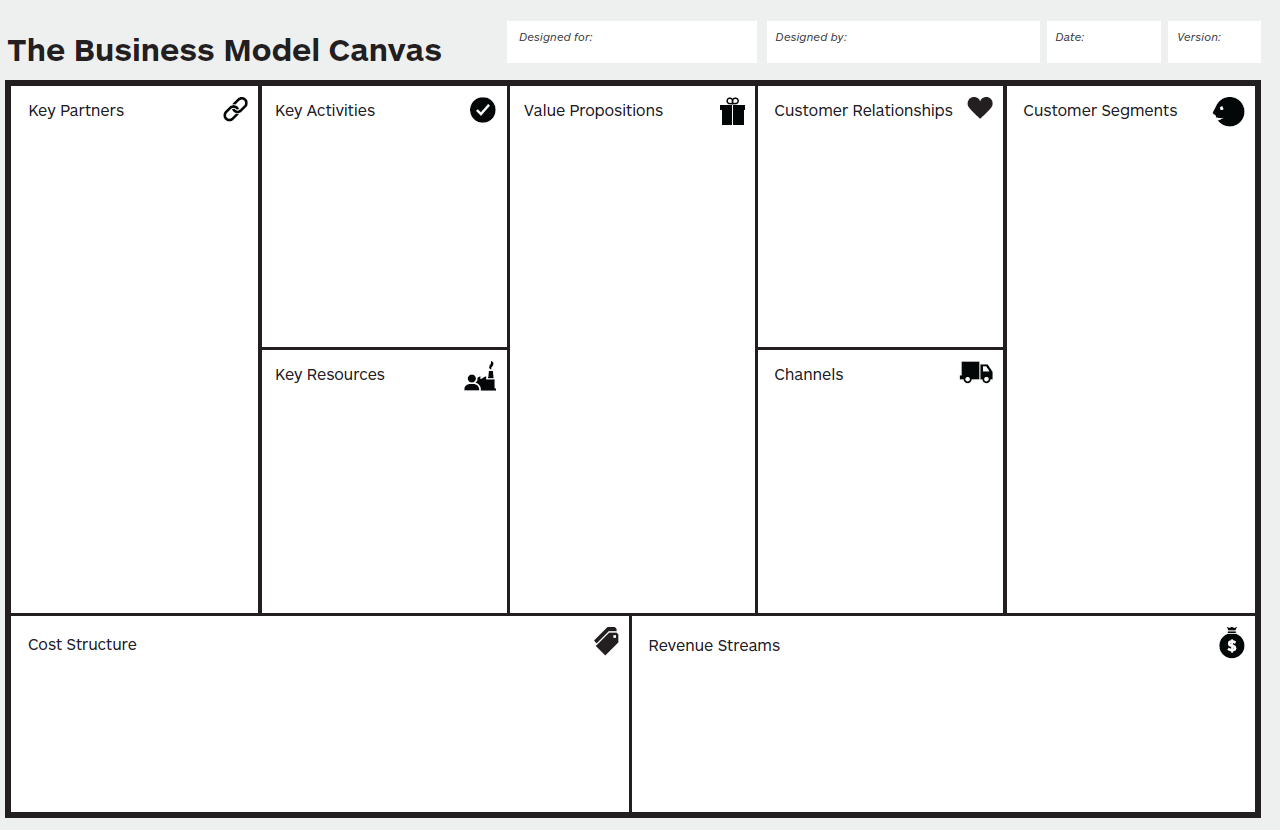 The Business Model Canvas
Designed for:
Designed by:
Date:
Version:
Key Partners
Key Activities
Value Propositions
Customer Relationships
Customer Segments
Key Resources
Channels
Cost Structure
Revenue Streams
$